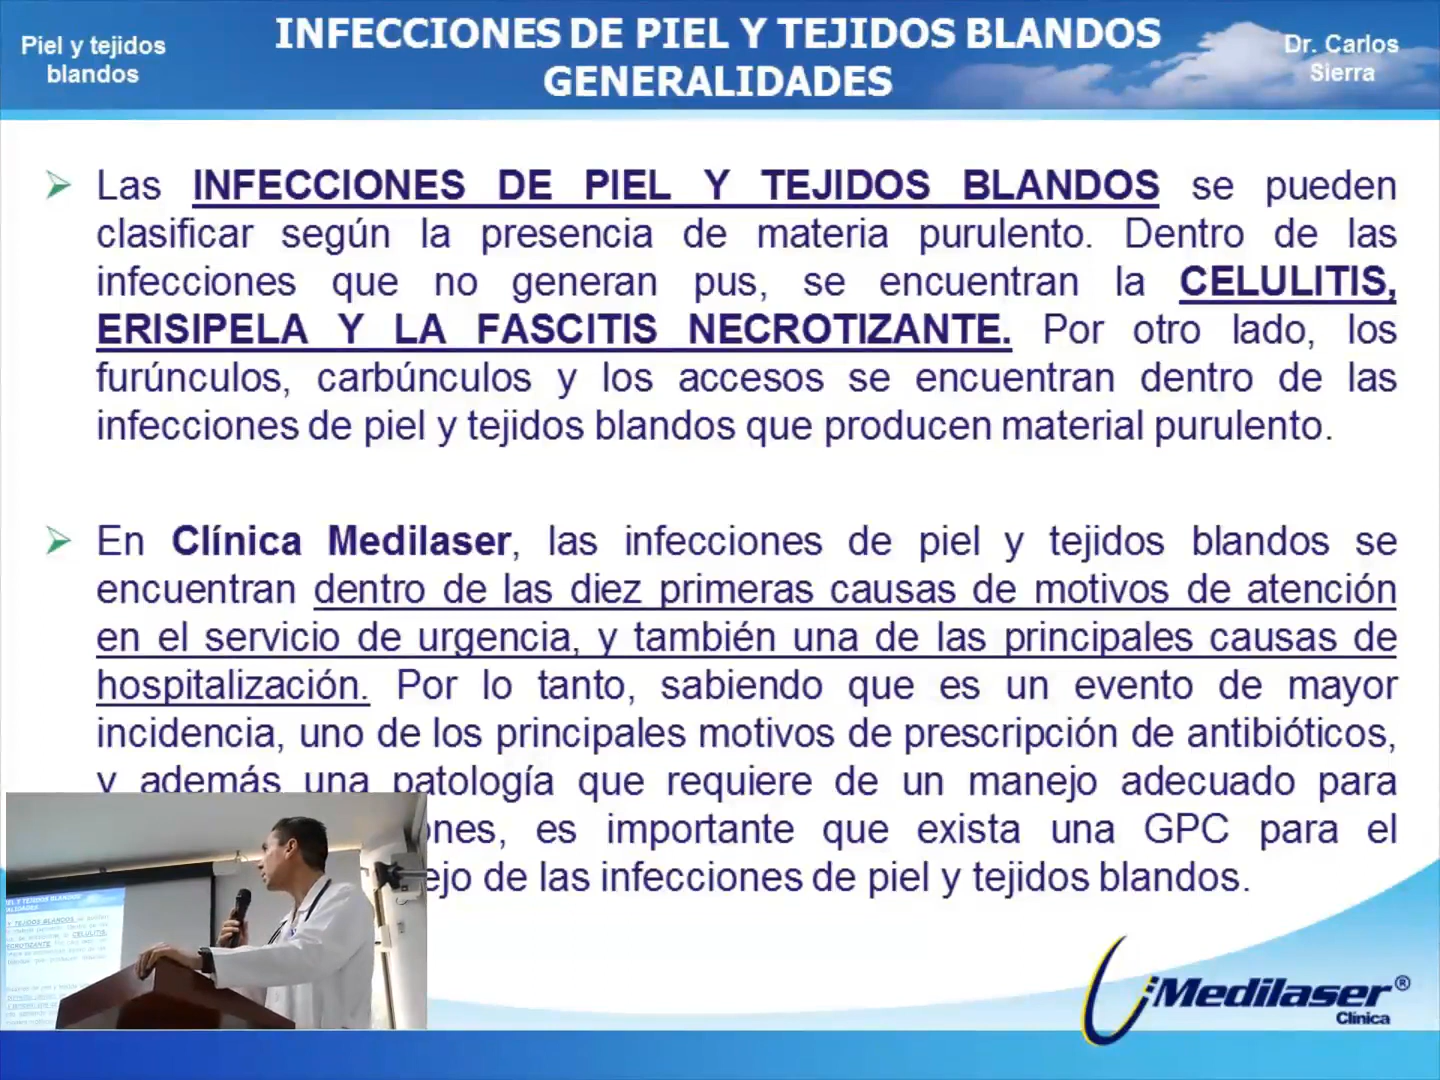 Piel y tejidos
blandos
INFECCIONES DE PIEL Y TEJIDOS BLANDOS
GENERALIDADES
Dr. Carlos
Sierra
Las INFECCIONES DE PIEL Y TEJIDOS BLANDOS se pueden
clasificar según la presencia de materia purulento. Dentro de las
infecciones que no generan pus, se encuentran la CELULITIS,
ERISIPELA Y LA FASCITIS NECROTIZANTE. Por otro lado, los
furúnculos, carbúnculos y los accesos se encuentran dentro de las
infecciones de piel y tejidos blandos que producen material purulento.
En Clínica Medilaser, las infecciones de piel y tejidos blandos se
encuentran dentro de las diez primeras causas de motivos de atención
en el servicio de urgencia, y también una de las principales causas de
hospitalización. Por lo tanto, sabiendo que es un evento de mayor
incidencia, uno de los principales motivos de prescripción de antibióticos,
y además una patología que requiere de un manejo adecuado para
ones, es importante que exista una GPC para el
ejo de las infecciones de piel y tejidos blandos.
Medilaser®
Clínica